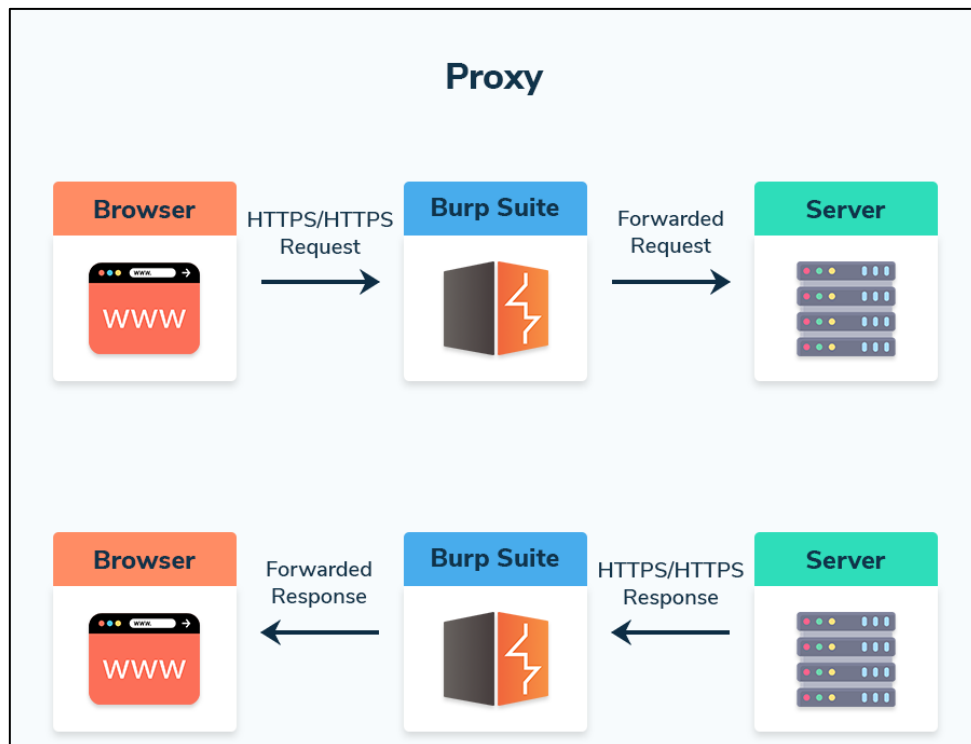 Proxy
Browser
HTTPS/HTTPS
Request
Burp Suite
Forwarded
Request
Server
www.
WWW
Browser
Forwarded
Response
Burp Suite
HTTPS/HTTPS
Response
Server
www.
WWW